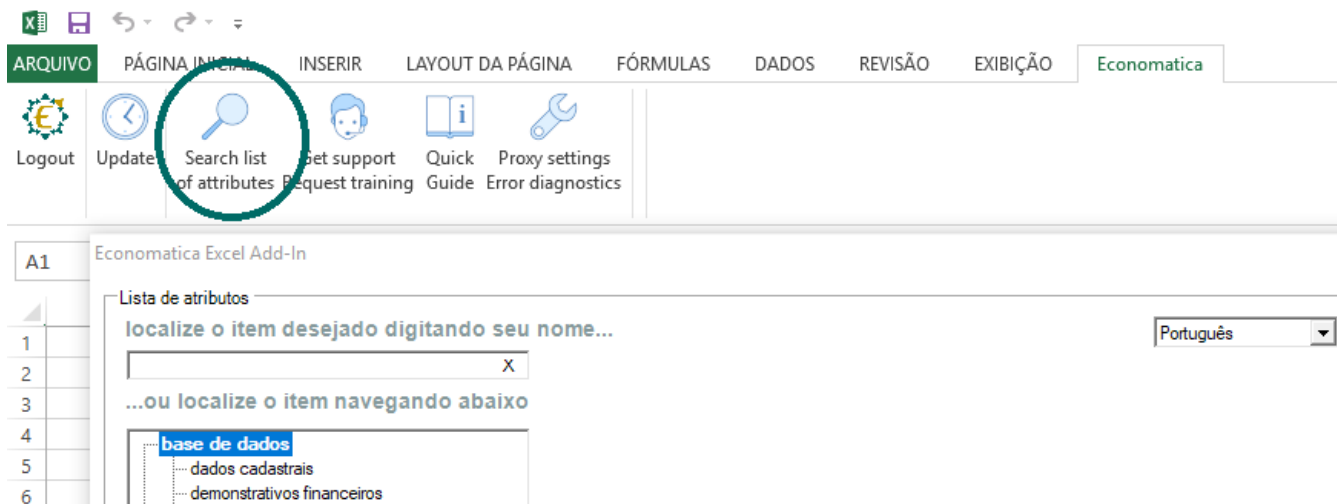 ARQUIVO PÁGINA INICIAL INSERIR LAYOUT DA PÁGINA FÓRMULAS DADOS REVISÃO EXIBIÇÃO Economatica
Logout Update Search list Get support Quick Proxy settings
of attributes Request training Guide Error diagnostics
A1
Economatica Excel Add-In
Lista de atributos
localize o item desejado digitando seu nome...
Português
1
X
2
...ou localize o item navegando abaixo
3
4
base de dados
5
dados cadastrais
6
demonstrativos financeiros